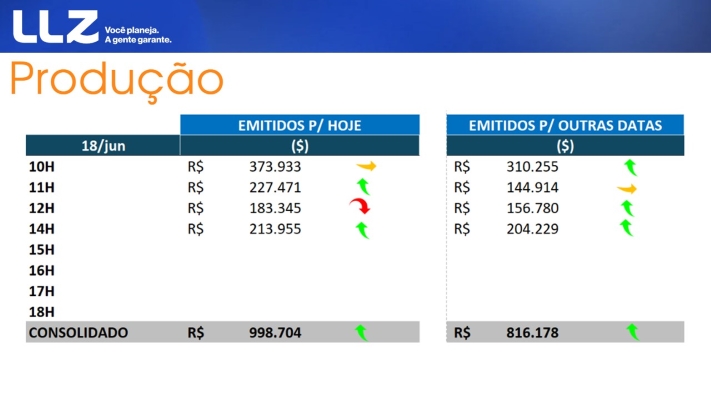 LLZ Você planeja.
A gente garante.
Produção
EMITIDOS P/ HOJE EMITIDOS P/ OUTRAS DATAS
18/jun ($) ($)
10H R$ 373.933 R$ 310.255
11H R$ 227.471 R$ 144.914
12H R$ 183.345 R$ 156.780
14H R$ 213.955 R$ 204.229
15H
16H
17H
18H
CONSOLIDADO R$ 998.704 R$ 816.178